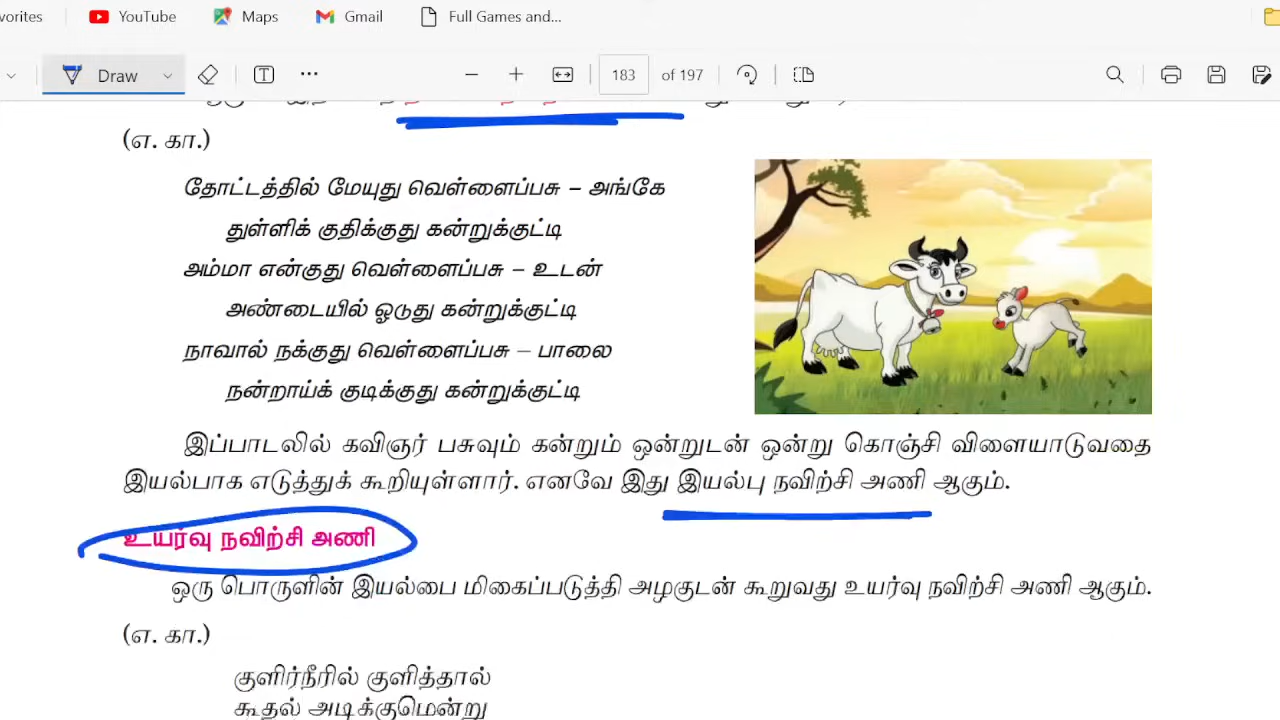 vorites YouTube Maps Gmail Full Games and...
Draw 183 of 197
(எ. கா.)
தோட்டத்தில் மேயுது வெள்ளைப்பசு – அங்கே
துள்ளிக் குதிக்குது கன்றுக்குட்டி
அம்மா என்குது வெள்ளைப்பசு – உடன்
அண்டையில் ஓடுது கன்றுக்குட்டி
நாவால் நக்குது வெள்ளைப்பசு – பாலை
நன்றாய்க் குடிக்குது கன்றுக்குட்டி
இப்பாடலில் கவிஞர் பசுவும் கன்றும் ஒன்றுடன் ஒன்று கொஞ்சி விளையாடுவதை
இயல்பாக எடுத்துக் கூறியுள்ளார். எனவே இது இயல்பு நவிற்சி அணி ஆகும்.
உயர்வு நவிற்சி அணி
ஒரு பொருளின் இயல்பை மிகைப்படுத்தி அழகுடன் கூறுவது உயர்வு நவிற்சி அணி ஆகும்.
(எ. கா.)
குளிர்நீரில் குளித்தால்
கூதல் அடிக்குமென்று